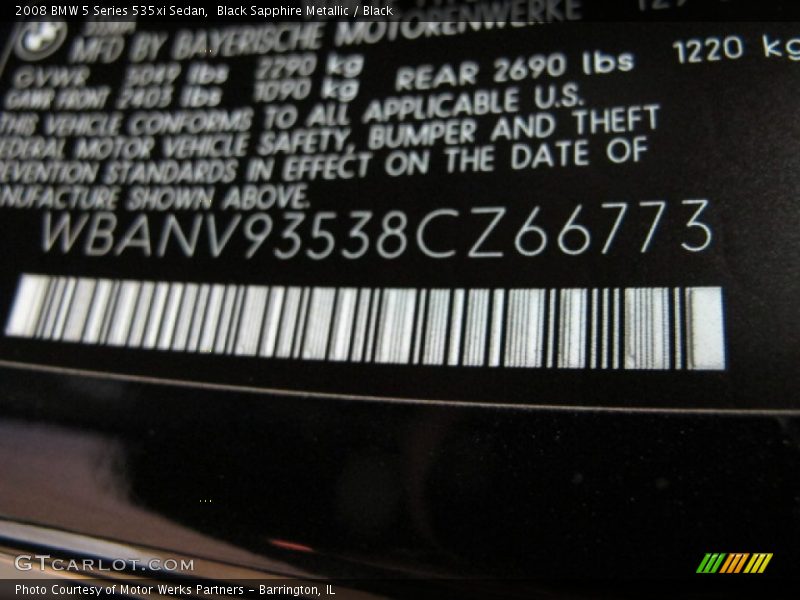 2008 BMW 5 Series 535xi Sedan,  Black Sapphire Metallic / Black
MFD BY BAYERISCHE MOTORENWERKE
GVWR 5049 lbs 2290 kg
GAWR FRONT 2403 lbs 1090 kg REAR 2690 lbs 1220 kg
THIS VEHICLE CONFORMS TO ALL APPLICABLE U.S.
FEDERAL MOTOR VEHICLE SAFETY, BUMPER AND THEFT
PREVENTION STANDARDS IN EFFECT ON THE DATE OF
MANUFACTURE SHOWN ABOVE.
WBANV93538CZ66773
GTCARLOT.COM
Photo Courtesy of Motor Werks Partners – Barrington, IL